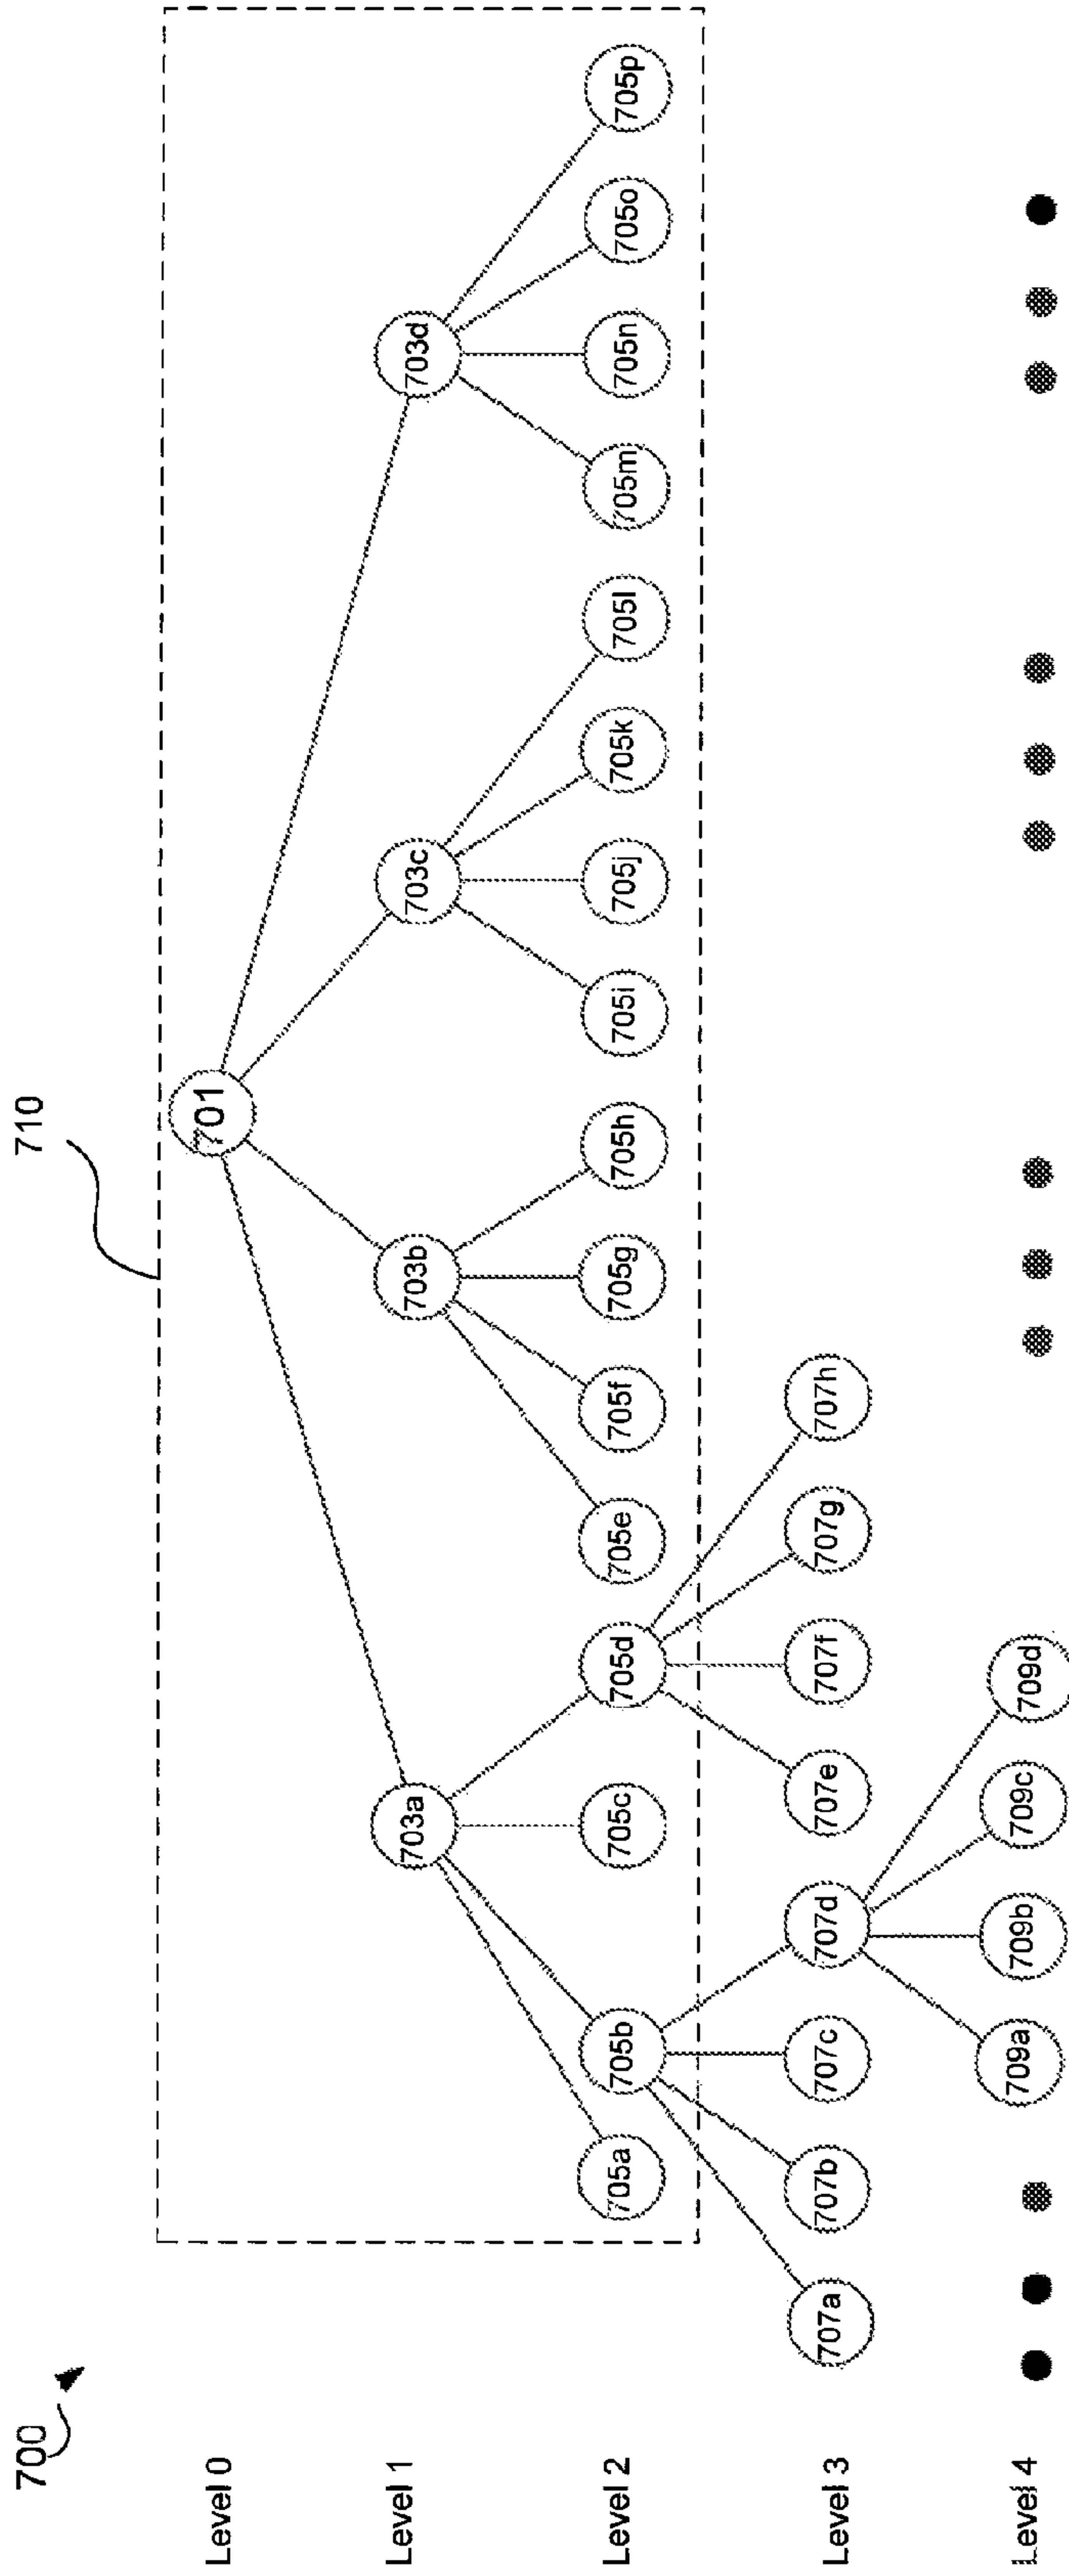 700
710
Level 0
701
Level 1
703a
703b
703c
703d
Level 2
705a
705b
705c
705d
705e
705f
705g
705h
705i
705j
705k
705l
705m
705n
705o
705p
Level 3
707a
707b
707c
707d
707e
707f
707g
707h
Level 4
709a
709b
709c
709d